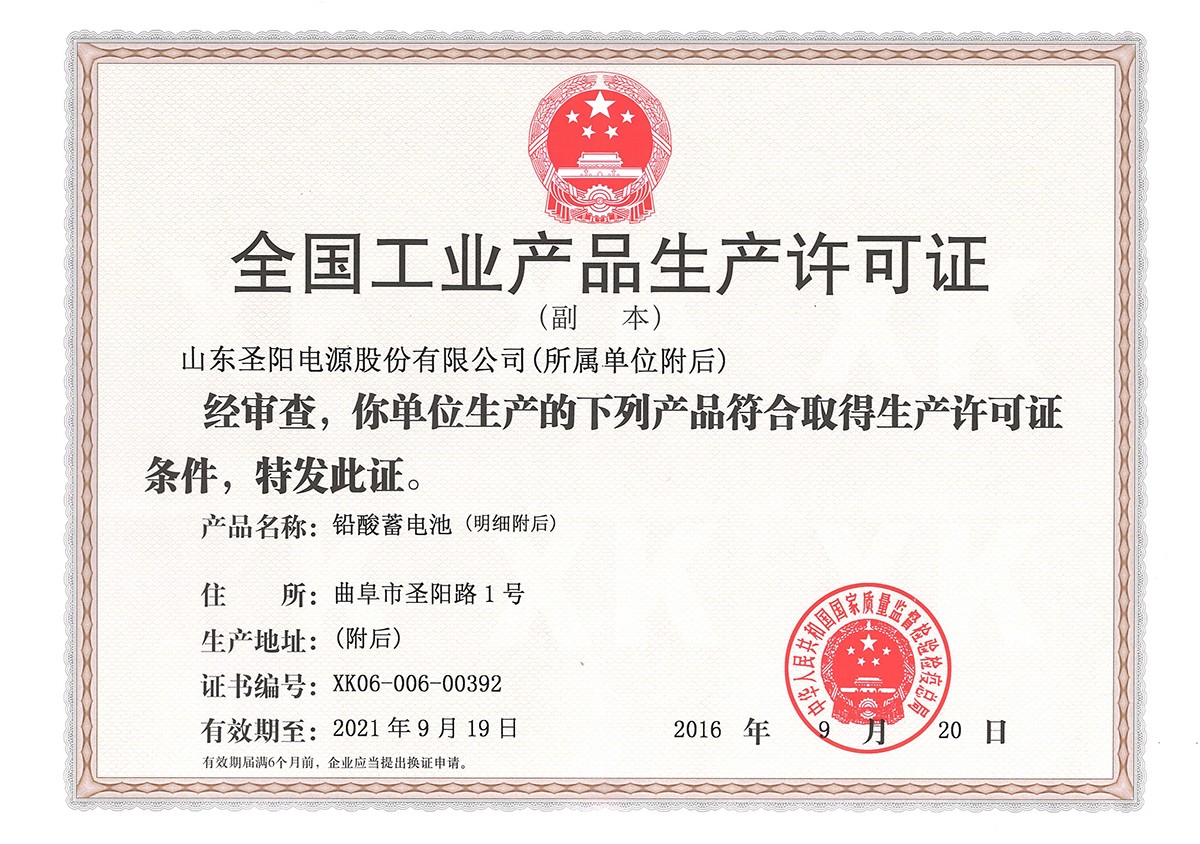 全国工业产品生产许可证
(副 本)
山东圣阳电源股份有限公司(所属单位附后)
经审查，你单位生产的下列产品符合取得生产许可证
条件，特发此证。
产品名称：铅酸蓄电池（明细附后）
住 所：曲阜市圣阳路1号
生产地址：(附后)
证书编号：XK06-006-00392
有效期至：2021年9月19日
2016 年 9 月 20 日
有效期届满6个月前，企业应当提出换证申请。
中华人民共和国国家质量监督检验检疫总局